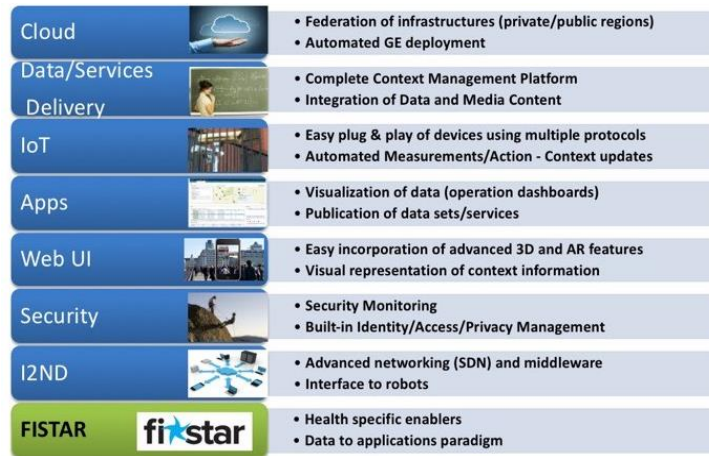 Cloud
• Federation of infrastructures (private/public regions)
• Automated GE deployment
Data/Services
Delivery
• Complete Context Management Platform
• Integration of Data and Media Content
IoT
• Easy plug & play of devices using multiple protocols
• Automated Measurements/Action - Context updates
Apps
• Visualization of data (operation dashboards)
• Publication of data sets/services
Web UI
• Easy incorporation of advanced 3D and AR features
• Visual representation of context information
Security
• Security Monitoring
• Built-in Identity/Access/Privacy Management
I2ND
• Advanced networking (SDN) and middleware
• Interface to robots
FISTAR
fistar
• Health specific enablers
• Data to applications paradigm